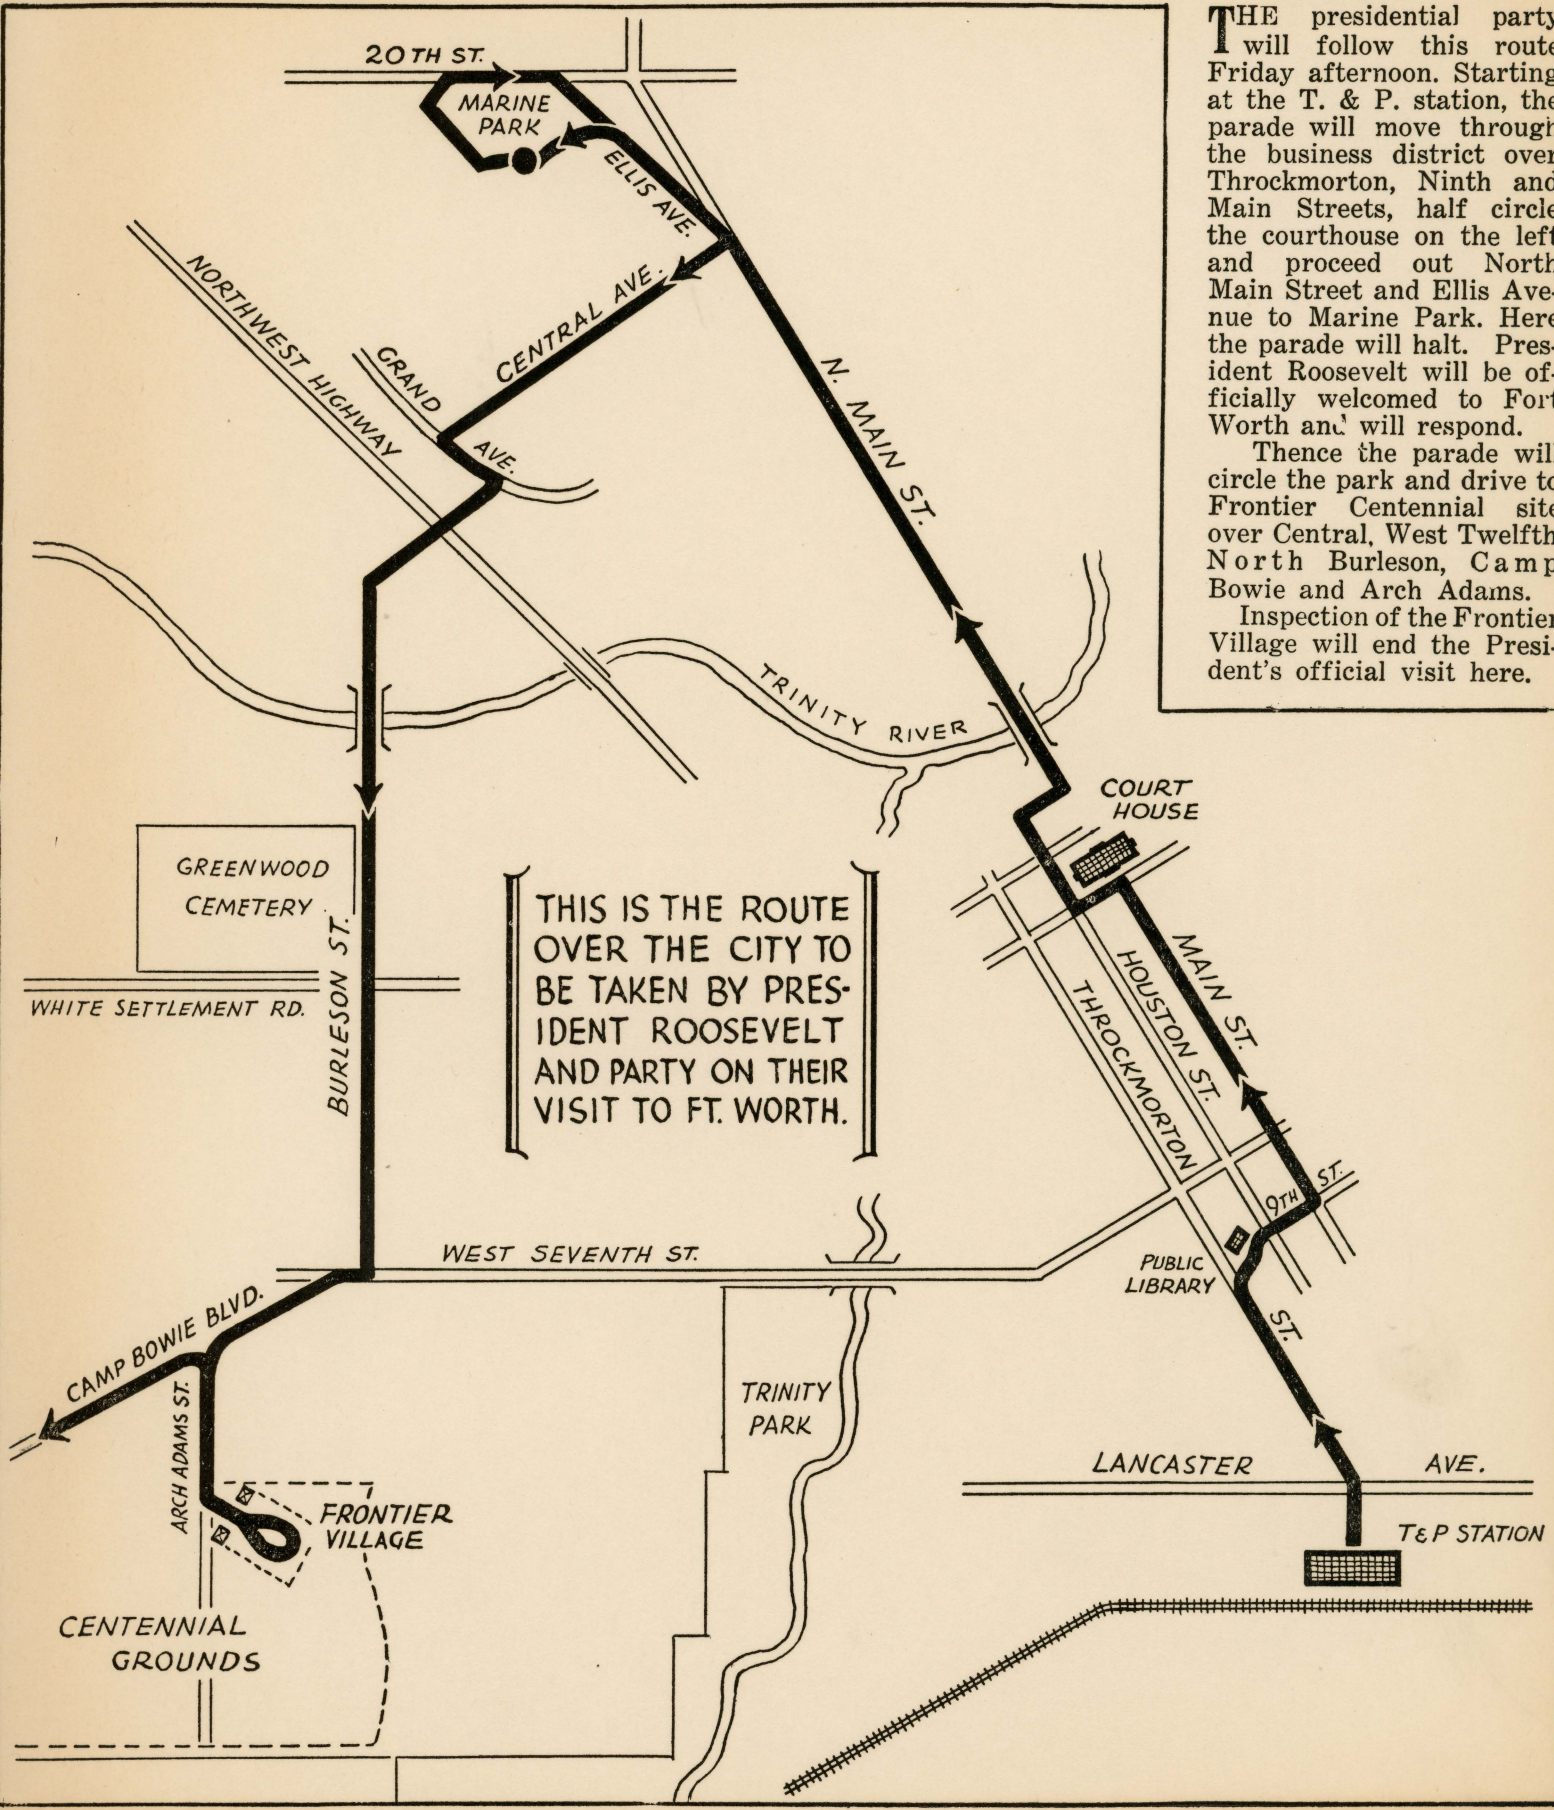 THE presidential party
will follow this route
Friday afternoon. Starting
at the T. & P. station, the
parade will move through
the business district over
Throckmorton, Ninth and
Main Streets, half circle
the courthouse on the left
and proceed out North
Main Street and Ellis Ave-
nue to Marine Park. Here
the parade will halt. Pres-
ident Roosevelt will be of-
ficially welcomed to Fort
Worth and will respond.
Thence the parade will
circle the park and drive to
Frontier Centennial site
over Central, West Twelfth
North Burleson, Camp
Bowie and Arch Adams.
Inspection of the Frontier
Village will end the Presi-
dent's official visit here.
20TH ST.
MARINE
PARK
ELLIS AVE.
NORTHWEST HIGHWAY
GRAND
AVE.
CENTRAL AVE.
N. MAIN ST.
TRINITY RIVER
COURT
HOUSE
GREENWOOD
CEMETERY
BURLESON ST.
WHITE SETTLEMENT RD.
THIS IS THE ROUTE
OVER THE CITY TO
BE TAKEN BY PRES-
IDENT ROOSEVELT
AND PARTY ON THEIR
VISIT TO FT. WORTH.
MAIN ST.
HOUSTON ST.
THROCKMORTON
ST.
9TH ST.
PUBLIC
LIBRARY
WEST SEVENTH ST.
CAMP BOWIE BLVD.
ARCH ADAMS ST.
TRINITY
PARK
LANCASTER AVE.
T&P STATION
FRONTIER
VILLAGE
CENTENNIAL
GROUNDS